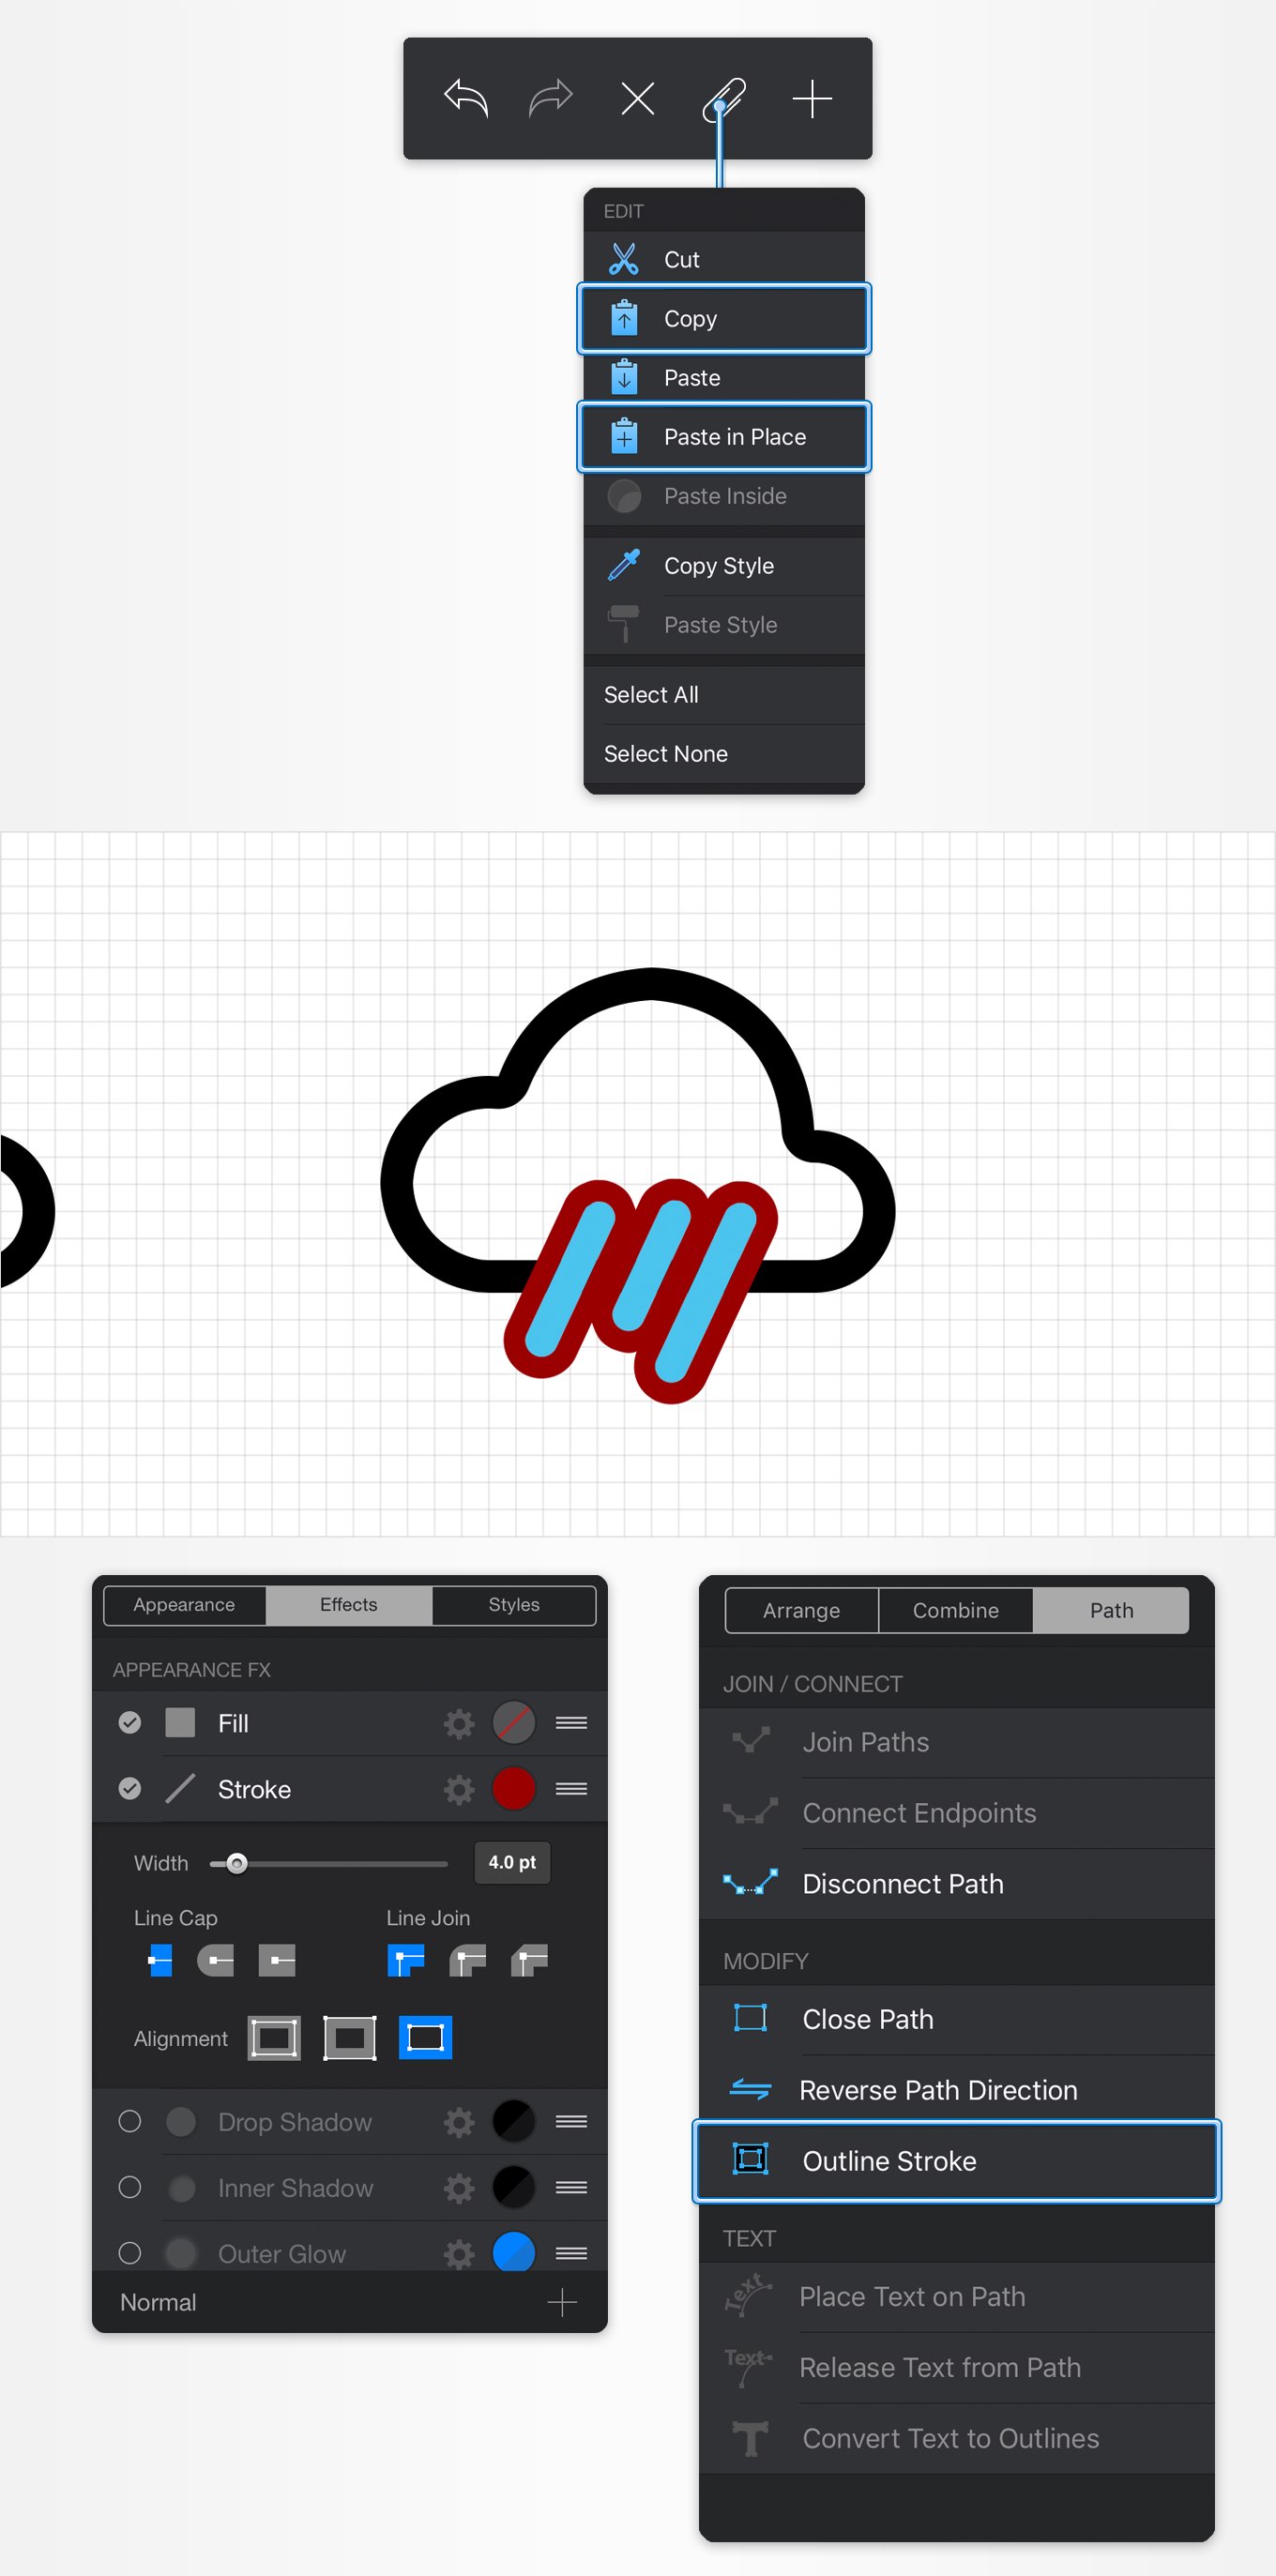 EDIT
Cut
Copy
Paste
Paste in Place
Paste Inside
Copy Style
Paste Style
Select All
Select None
Appearance Effects Styles
APPEARANCE FX
Fill
Stroke
Width 4.0 pt
Line Cap Line Join
Alignment
Drop Shadow
Inner Shadow
Outer Glow
Normal
Arrange Combine Path
JOIN / CONNECT
Join Paths
Connect Endpoints
Disconnect Path
MODIFY
Close Path
Reverse Path Direction
Outline Stroke
TEXT
Text Place Text on Path
Text Release Text from Path
T Convert Text to Outlines